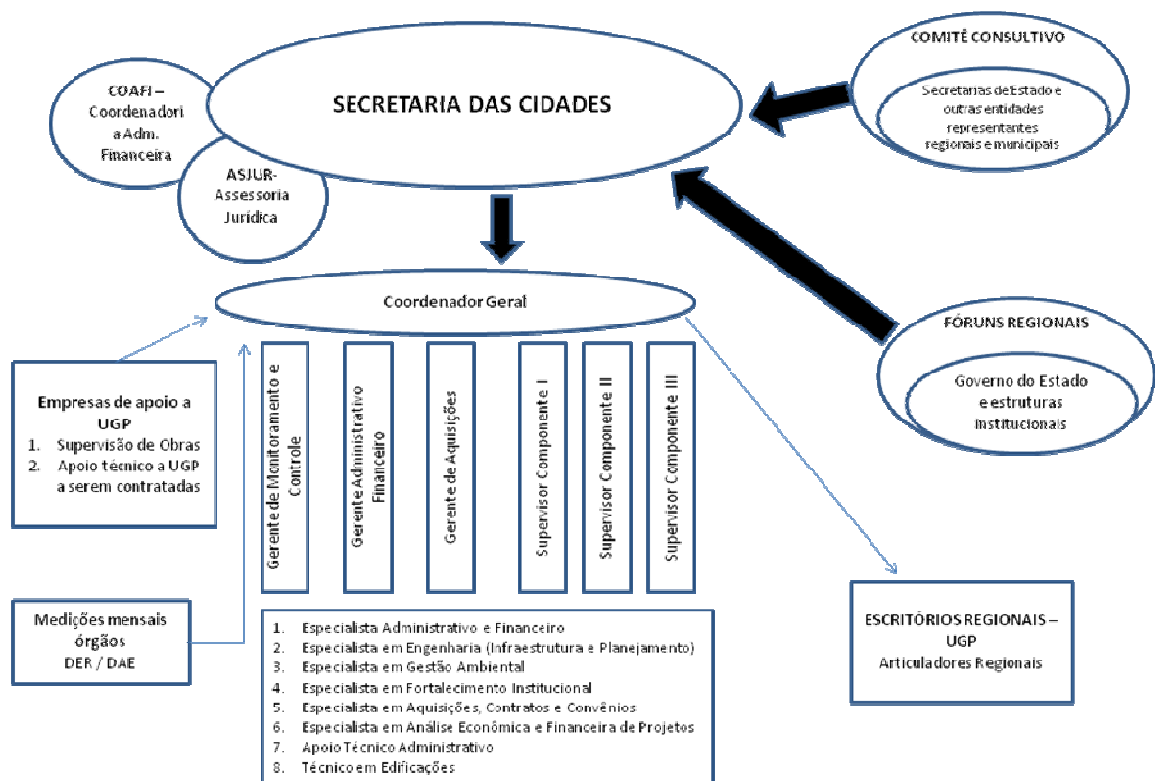 COMITÊ CONSULTIVO
Secretarias de Estado e
outras entidades
representantes
regionais e municipais
COAFI –
Coordenadori
a Adm.
Financeira
SECRETARIA DAS CIDADES
ASJUR-
Assessoria
Jurídica
Coordenador Geral
FÓRUNS REGIONAIS
Governo do Estado
e estruturas
Institucionais
Empresas de apoio a
UGP
1. Supervisão de Obras
2. Apoio técnico a UGP
a serem contratadas
Gerente de Monitoramento e
Controle
Gerente Administrativo
Financeiro
Gerente de Aquisições
Supervisor Componente I
Supervisor Componente II
Supervisor Componente III
Medições mensais
órgãos
DER / DAE
ESCRITÓRIOS REGIONAIS –
UGP
Articuladores Regionais
1. Especialista Administrativo e Financeiro
2. Especialista em Engenharia (Infraestrutura e Planejamento)
3. Especialista em Gestão Ambiental
4. Especialista em Fortalecimento Institucional
5. Especialista em Aquisições, Contratos e Convênios
6. Especialista em Análise Econômica e Financeira de Projetos
7. Apoio Técnico Administrativo
8. Técnico em Edificações